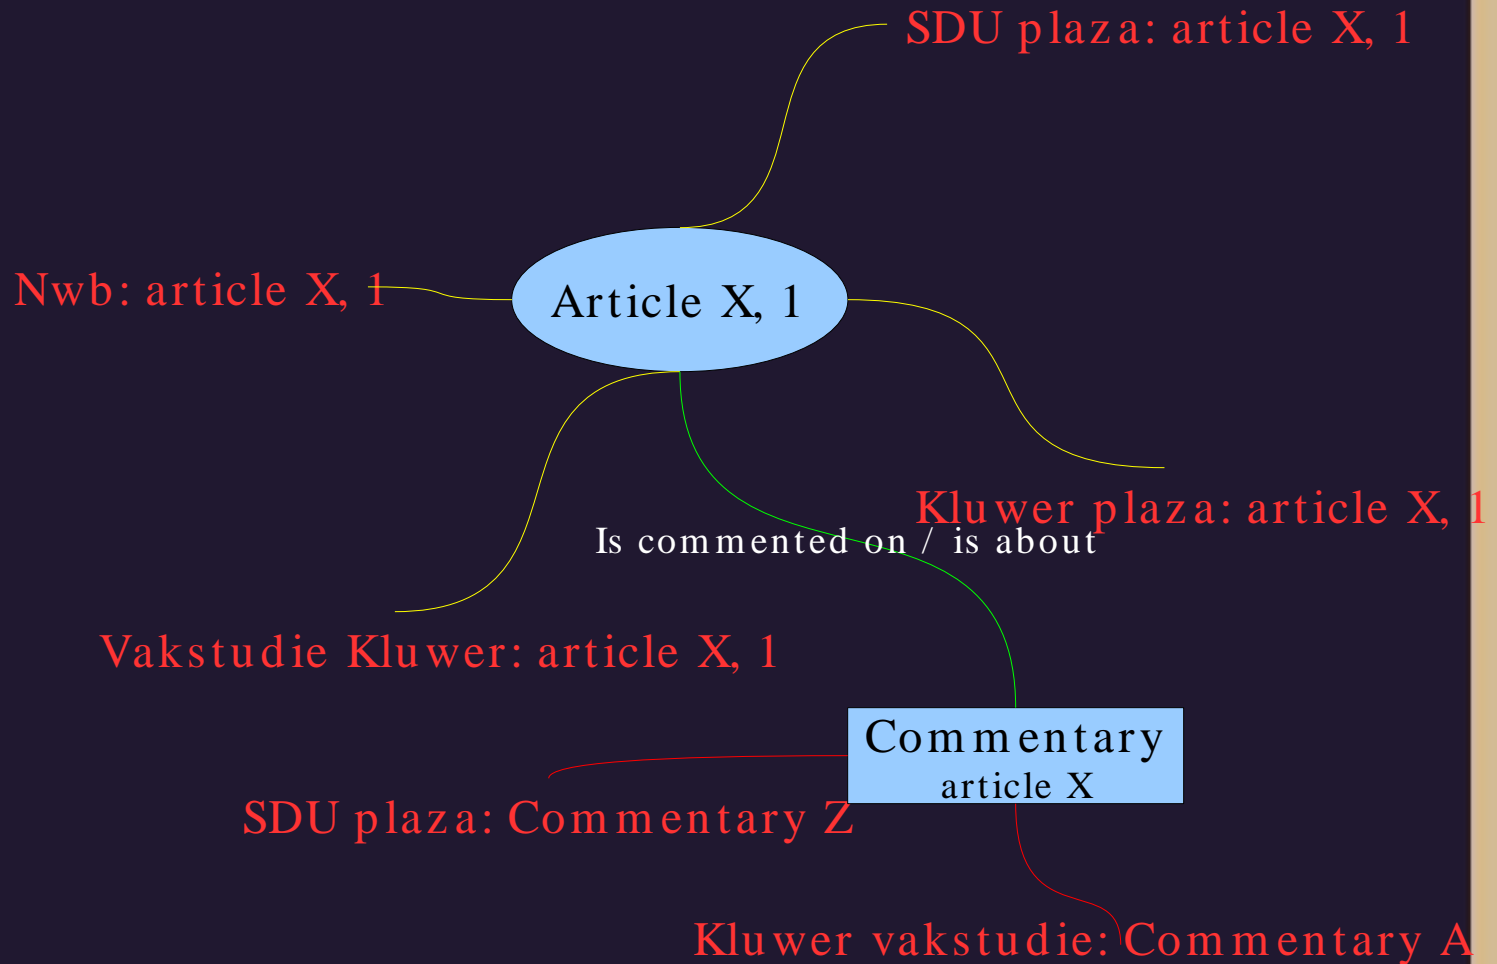 SDU plaza: article X, 1
Nwb: article X, 1
Article X, 1
Kluwer plaza: article X, 1
Is commented on / is about
Vakstudie Kluwer: article X, 1
Commentary
article X
SDU plaza: Commentary Z
Kluwer vakstudie: Commentary A